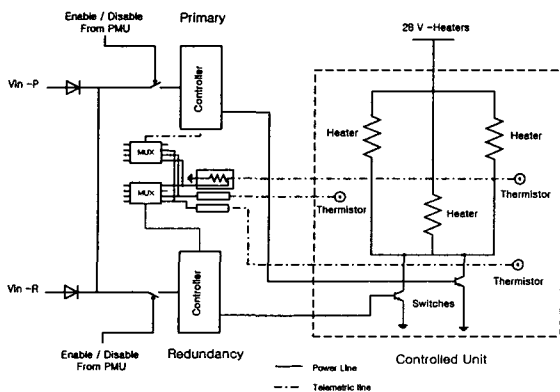 Enable / Disable
From PMU
Primary
28 V -Heaters
Vin -P
Controller
Heater
Heater
MUX
MUX
Thermistor
Thermistor
Heater
Vin -R
Controller
Thermistor
Switches
Enable / Disable
From PMU
Redundancy
Power Line
Telemetric line
Controlled Unit